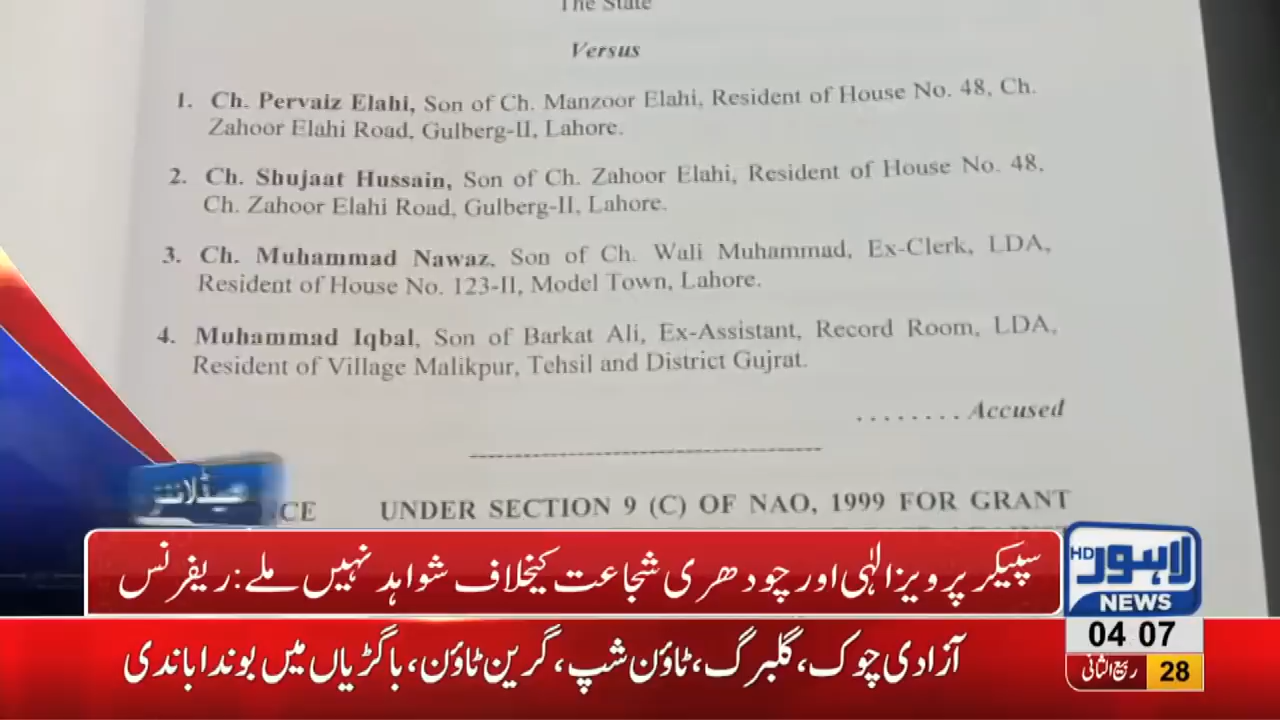 The State
Versus
1. Ch. Pervaiz Elahi, Son of Ch. Manzoor Elahi, Resident of House No. 48, Ch.
Zahoor Elahi Road, Gulberg-II, Lahore.
2. Ch. Shujaat Hussain, Son of Ch. Zahoor Elahi, Resident of House No. 48,
Ch. Zahoor Elahi Road, Gulberg-II, Lahore.
3. Ch. Muhammad Nawaz, Son of Ch. Wali Muhammad, Ex-Clerk, LDA,
Resident of House No. 123-II, Model Town, Lahore.
4. Muhammad Iqbal, Son of Barkat Ali, Ex-Assistant, Record Room, LDA,
Resident of Village Malikpur, Tehsil and District Gujrat.
........Accused
CE UNDER SECTION 9 (C) OF NAO, 1999 FOR GRANT
ہیڈلائنز
سپیکر پرویز الٰہی اور چودھری شجاعت کیخلاف شواہد نہیں ملے: ریفرنس
لاہور HD
NEWS
04 07
28 ربیع الثانی
آزادی چوک، گلبرگ، ٹاؤن شپ، گرین ٹاؤن، باگڑیاں میں بوندا باندی